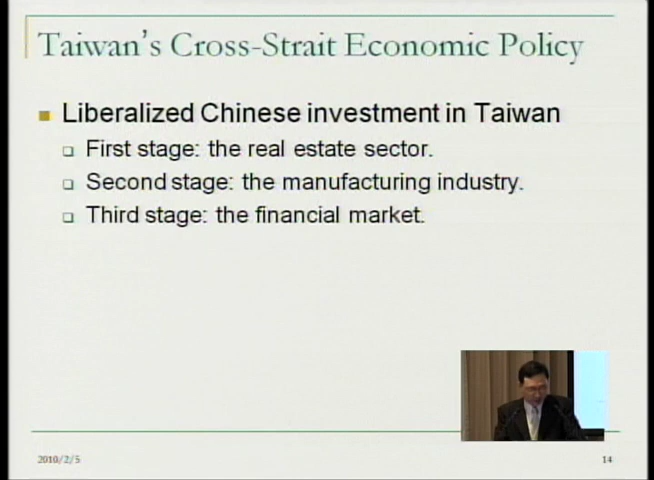 Taiwan's Cross-Strait Economic Policy
Liberalized Chinese investment in Taiwan
First stage: the real estate sector.
Second stage: the manufacturing industry.
Third stage: the financial market.
2010/2/5
14